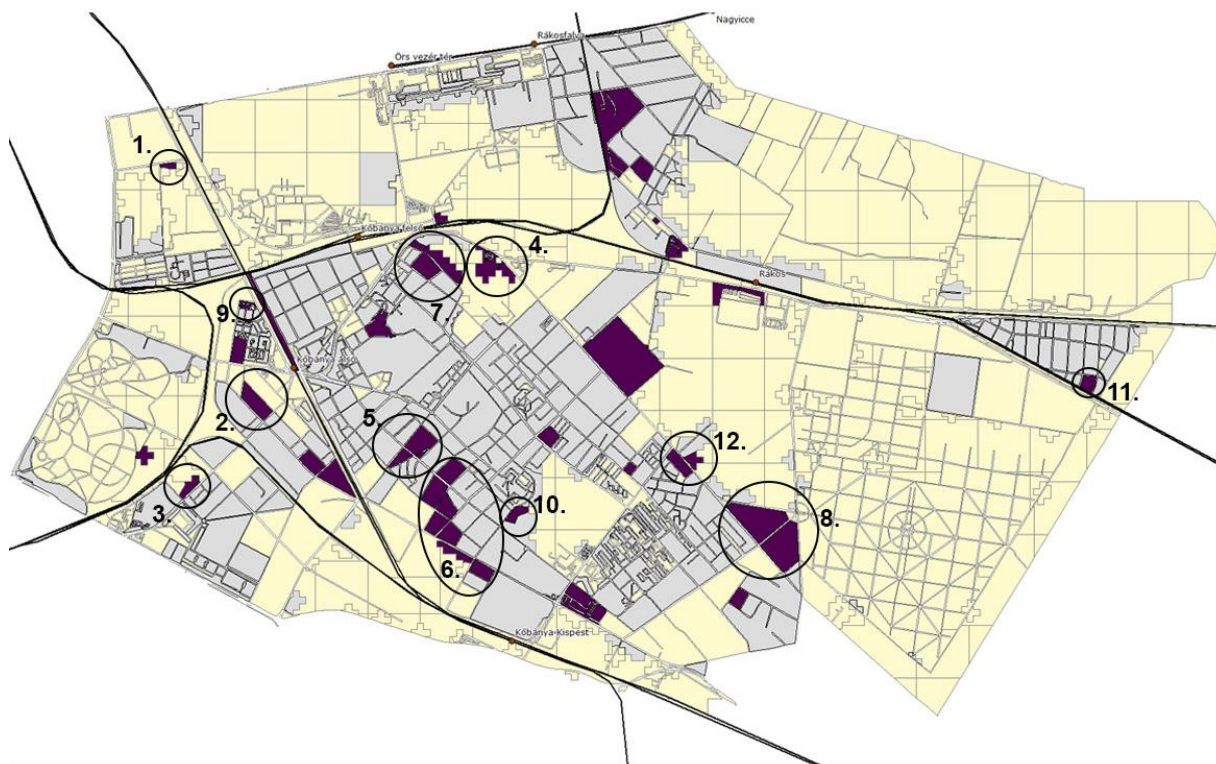 Nagyicce
Rákosfalva
Örs vezér tér
1.
Kőbánya felső
4.
Rákos
7.
9.
Kőbánya alsó
11.
2.
5.
12.
3.
10.
8.
6.
Kőbánya-Kispest